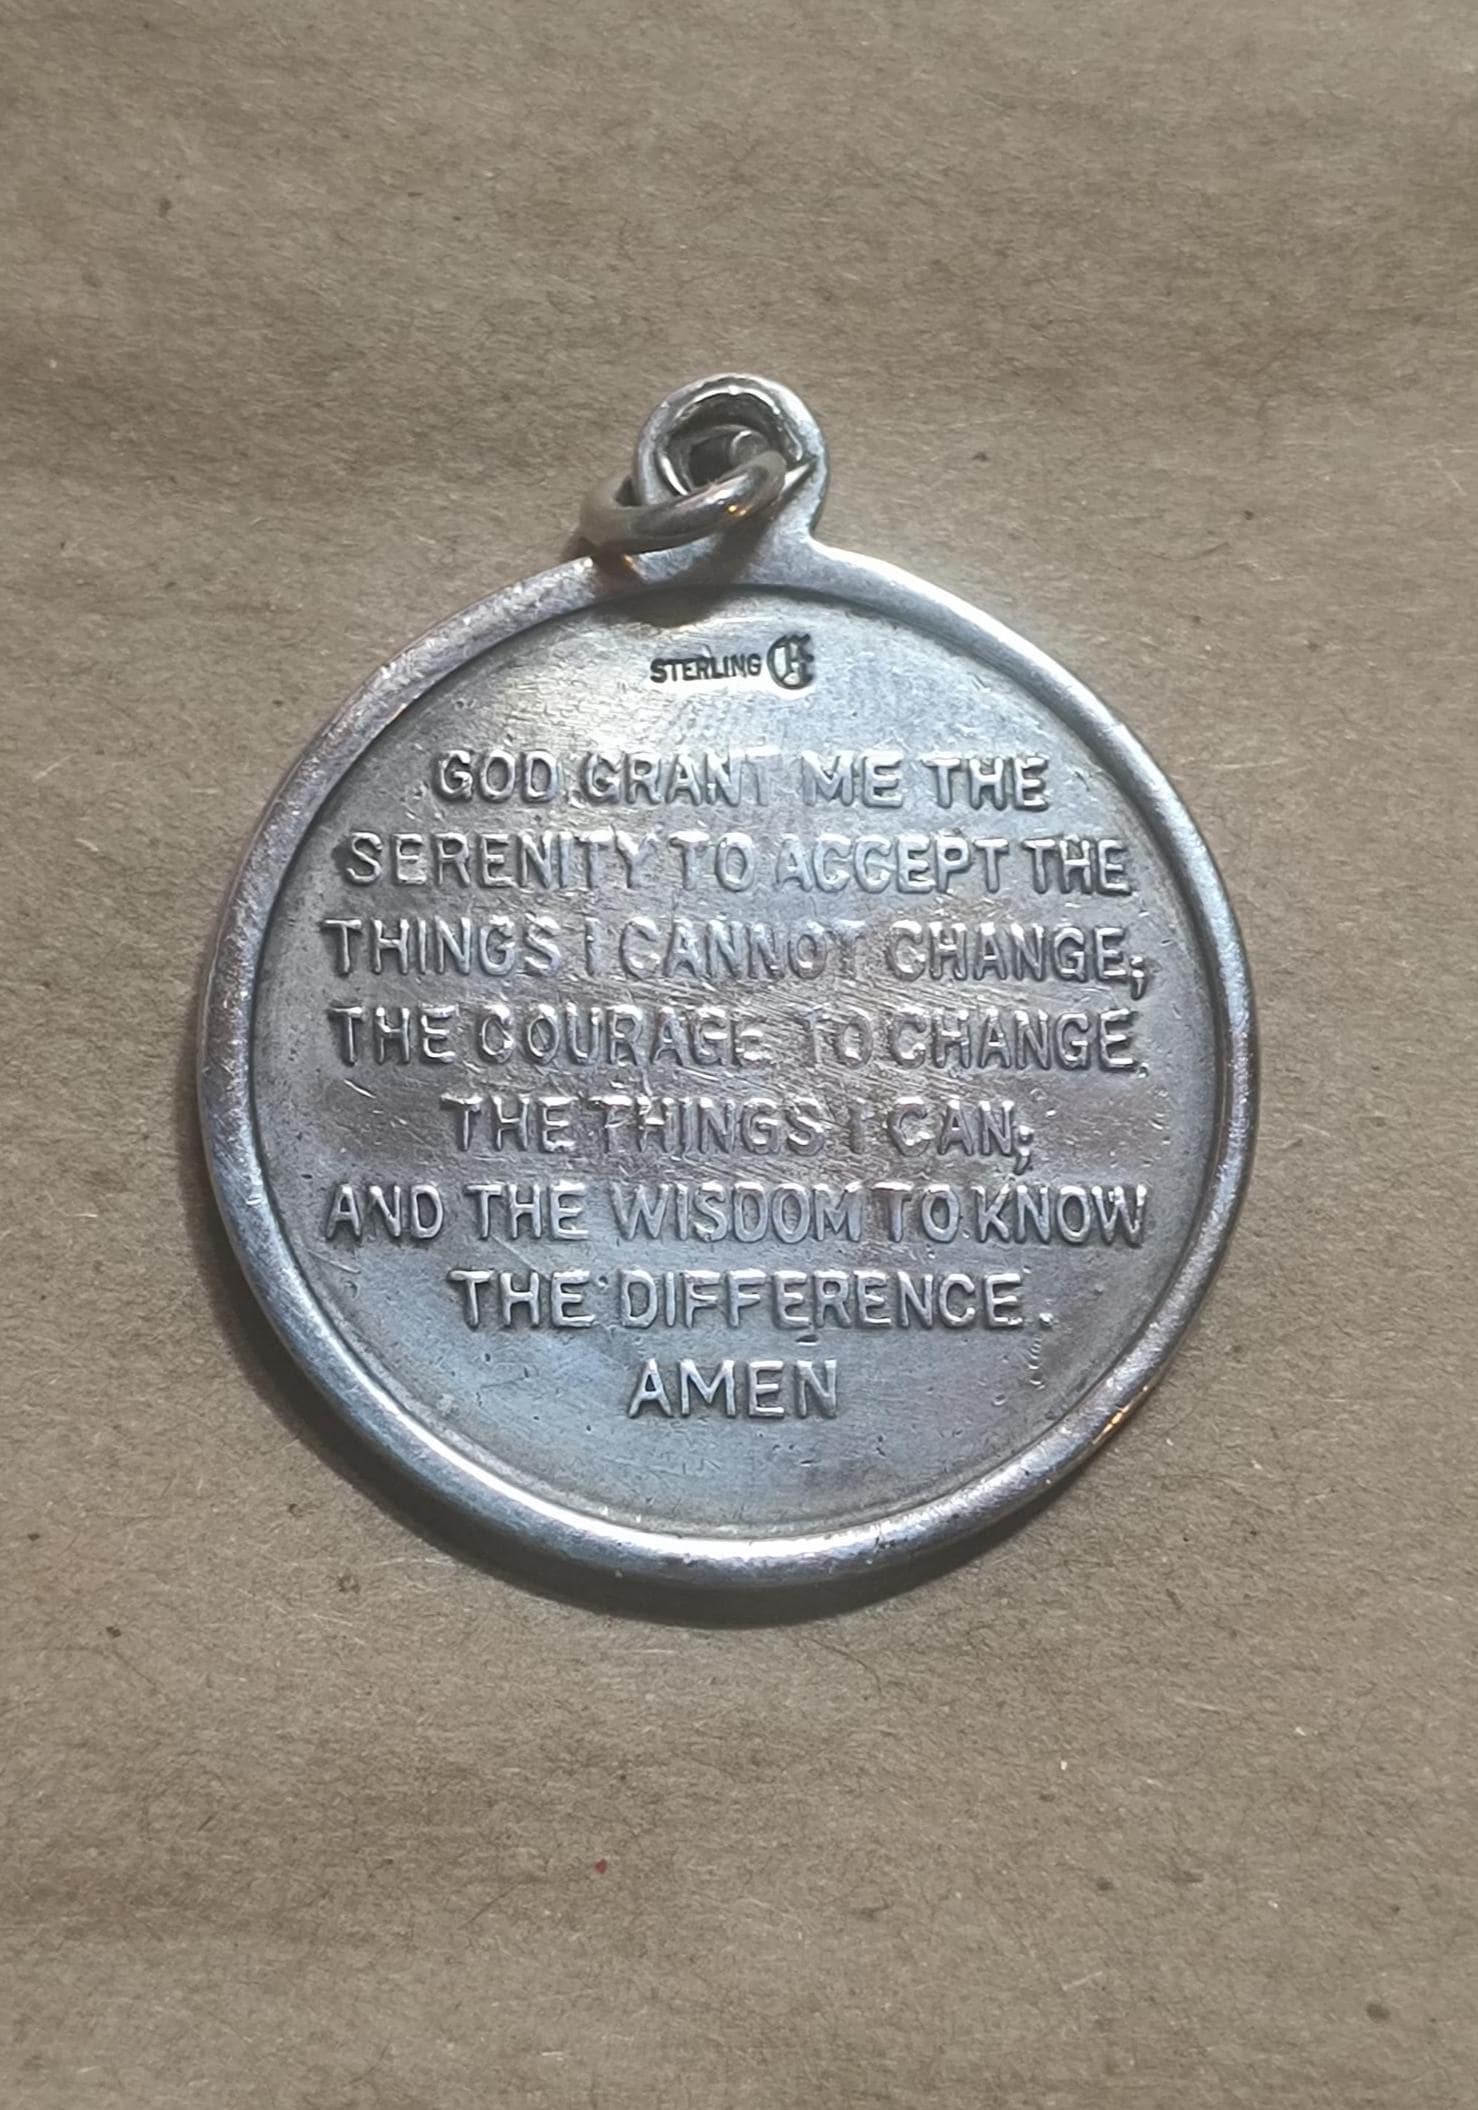 STERLING
GOD GRANT ME THE
SERENITY TO ACCEPT THE
THINGS I CANNOT CHANGE;
THE COURAGE TO CHANGE
THE THINGS I CAN;
AND THE WISDOM TO KNOW
THE DIFFERENCE.
AMEN